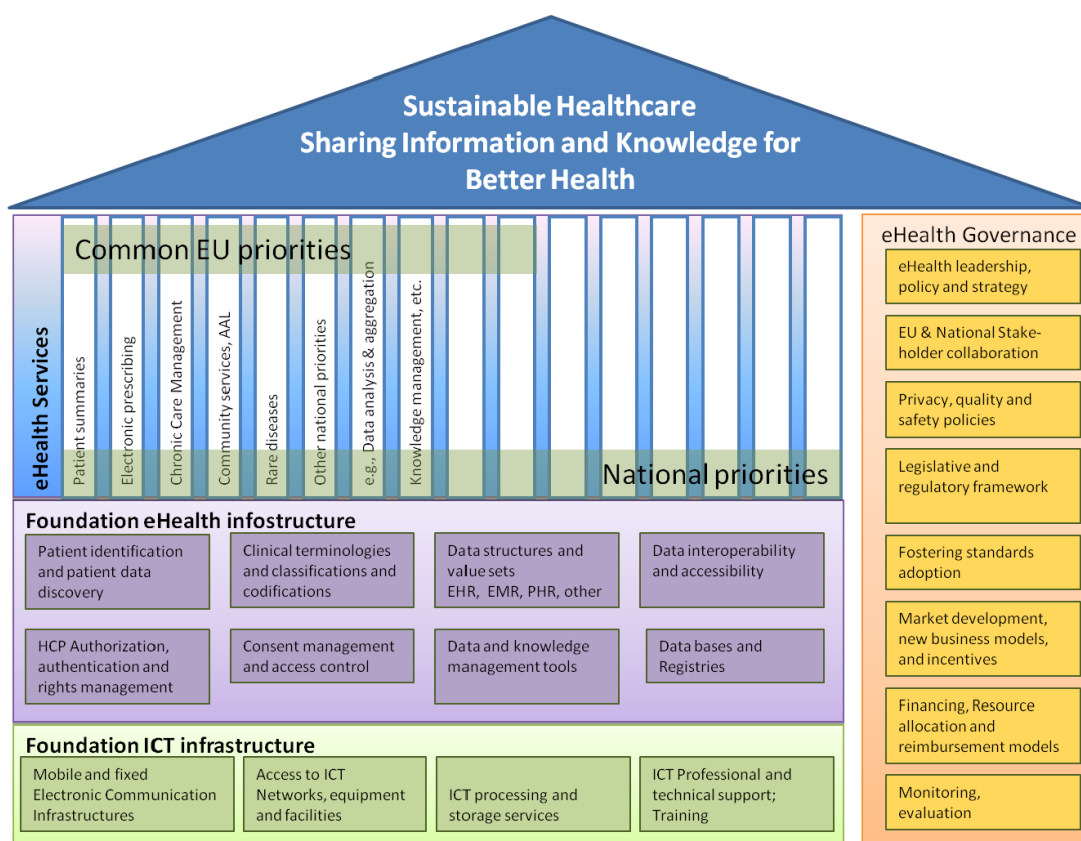 Sustainable Healthcare
Sharing Information and Knowledge for
Better Health
eHealth Services
Common EU priorities
Patient summaries
Electronic prescribing
Chronic Care Management
Community services, AAL
Rare diseases
Other national priorities
e.g., Data analysis & aggregation
Knowledge management, etc.
National priorities
Foundation eHealth infostructure
Patient identification
and patient data
discovery
Clinical terminologies
and classifications and
codifications
Data structures and
value sets
EHR, EMR, PHR, other
Data interoperability
and accessibility
HCP Authorization,
authentication and
rights management
Consent management
and access control
Data and knowledge
management tools
Data bases and
Registries
Foundation ICT infrastructure
Mobile and fixed
Electronic Communication
Infrastructures
Access to ICT
Networks, equipment
and facilities
ICT processing and
storage services
ICT Professional and
technical support;
Training
eHealth Governance
eHealth leadership,
policy and strategy
EU & National Stake-
holder collaboration
Privacy, quality and
safety policies
Legislative and
regulatory framework
Fostering standards
adoption
Market development,
new business models,
and incentives
Financing, Resource
allocation and
reimbursement models
Monitoring,
evaluation